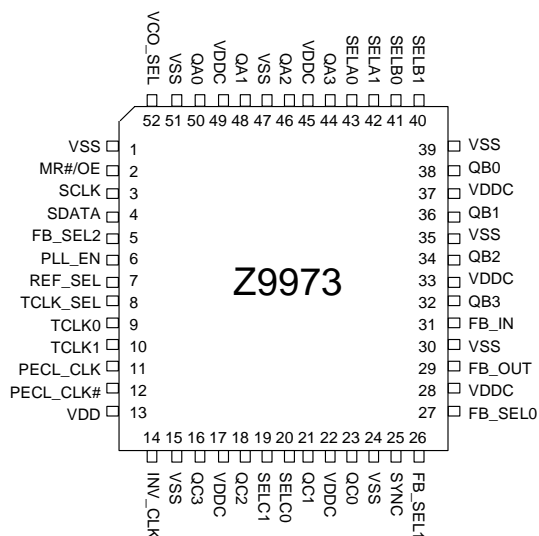 VCO_SEL
VSS
QA0
VDDC
QA1
VSS
QA2
VDDC
QA3
SELA0
SELA1
SELB0
SELB1
52 51 50 49 48 47 46 45 44 43 42 41 40
VSS 1
MR#/OE 2
SCLK 3
SDATA 4
FB_SEL2 5
PLL_EN 6
REF_SEL 7
TCLK_SEL 8
TCLK0 9
TCLK1 10
PECL_CLK 11
PECL_CLK# 12
VDD 13
Z9973
39 VSS
38 QB0
37 VDDC
36 QB1
35 VSS
34 QB2
33 VDDC
32 QB3
31 FB_IN
30 VSS
29 FB_OUT
28 VDDC
27 FB_SEL0
14 15 16 17 18 19 20 21 22 23 24 25 26
INV_CLK
VSS
QC3
VDDC
QC2
SELC1
SELC0
QC1
VDDC
QC0
VSS
SYNC
FB_SEL1